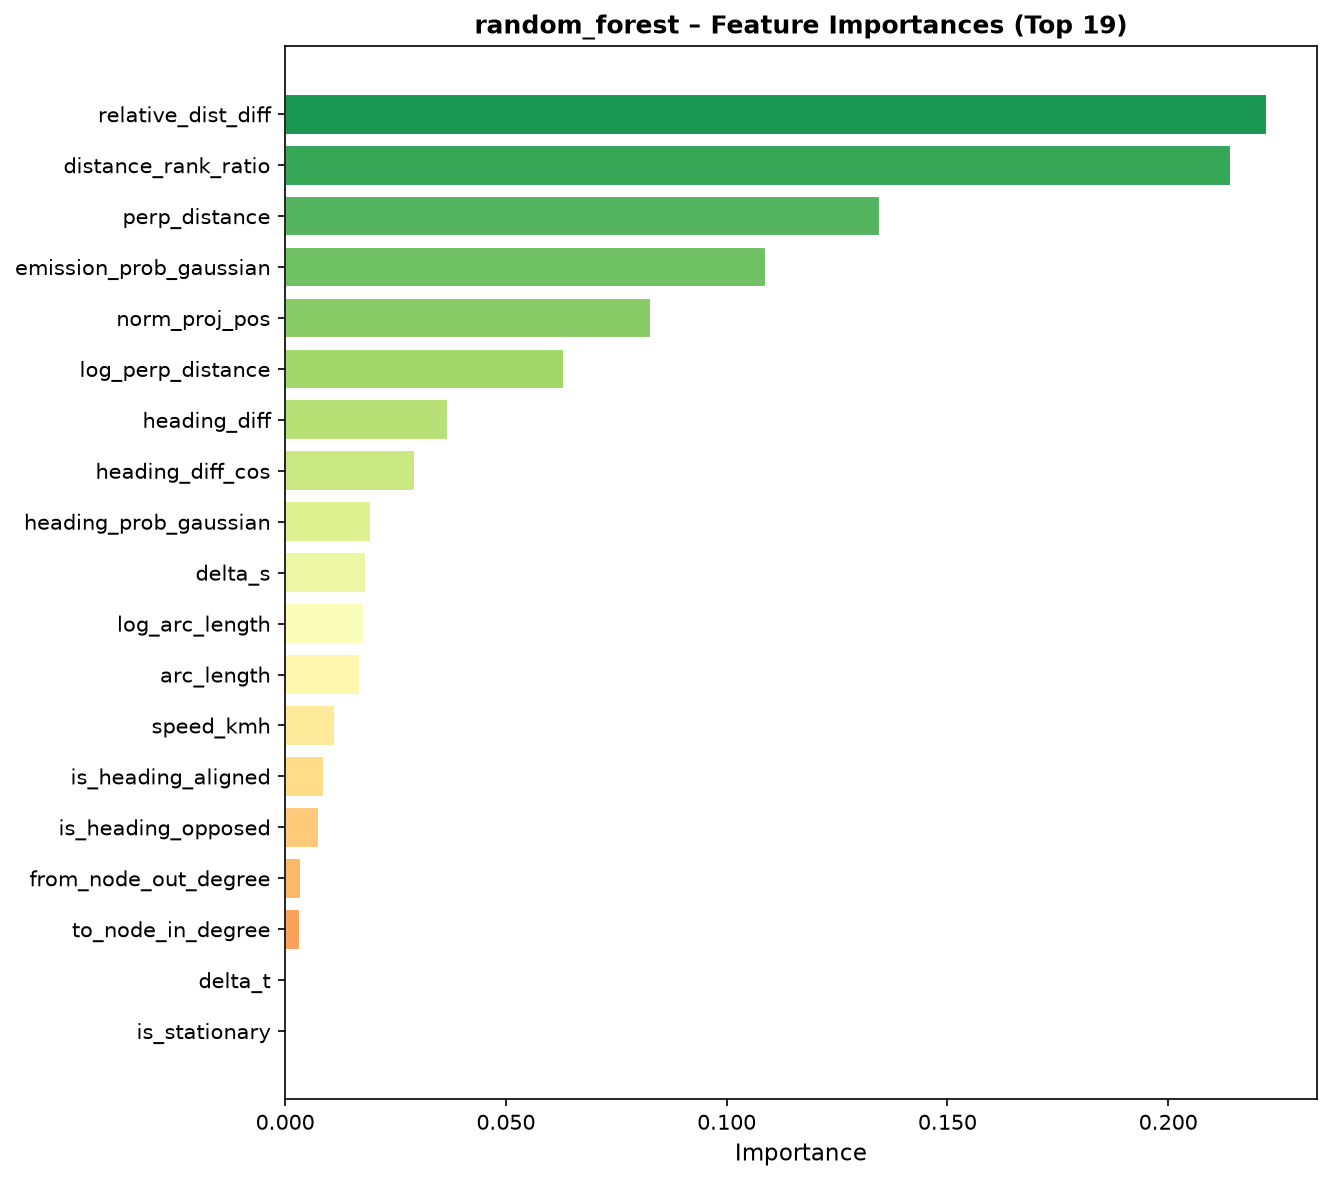 random_forest – Feature Importances (Top 19)
relative_dist_diff
distance_rank_ratio
perp_distance
emission_prob_gaussian
norm_proj_pos
log_perp_distance
heading_diff
heading_diff_cos
heading_prob_gaussian
delta_s
log_arc_length
arc_length
speed_kmh
is_heading_aligned
is_heading_opposed
from_node_out_degree
to_node_in_degree
delta_t
is_stationary
0.000 0.050 0.100 0.150 0.200
Importance